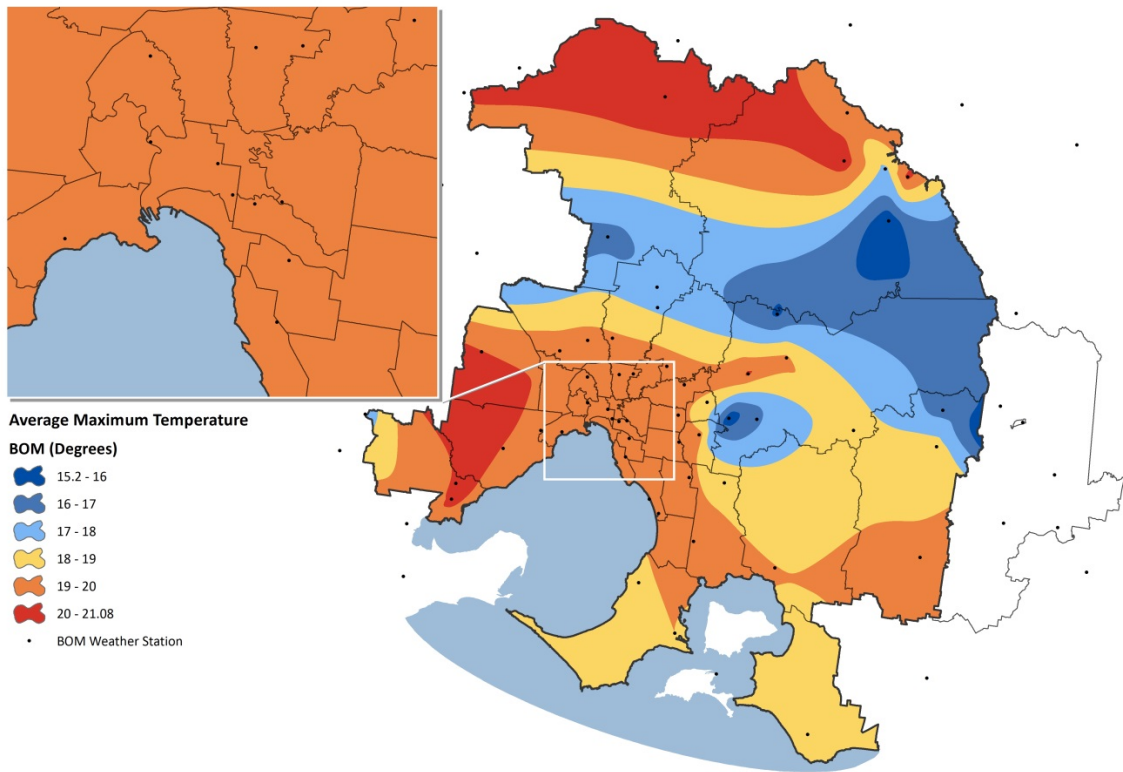 Average Maximum Temperature
BOM (Degrees)
15.2 - 16
16 - 17
17 - 18
18 - 19
19 - 20
20 - 21.08
BOM Weather Station